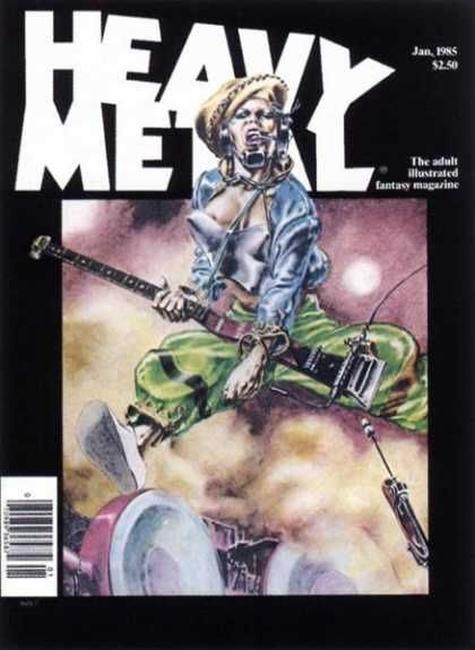 HEAVY
METAL
Jan, 1985
$2.50
The adult
illustrated
fantasy magazine